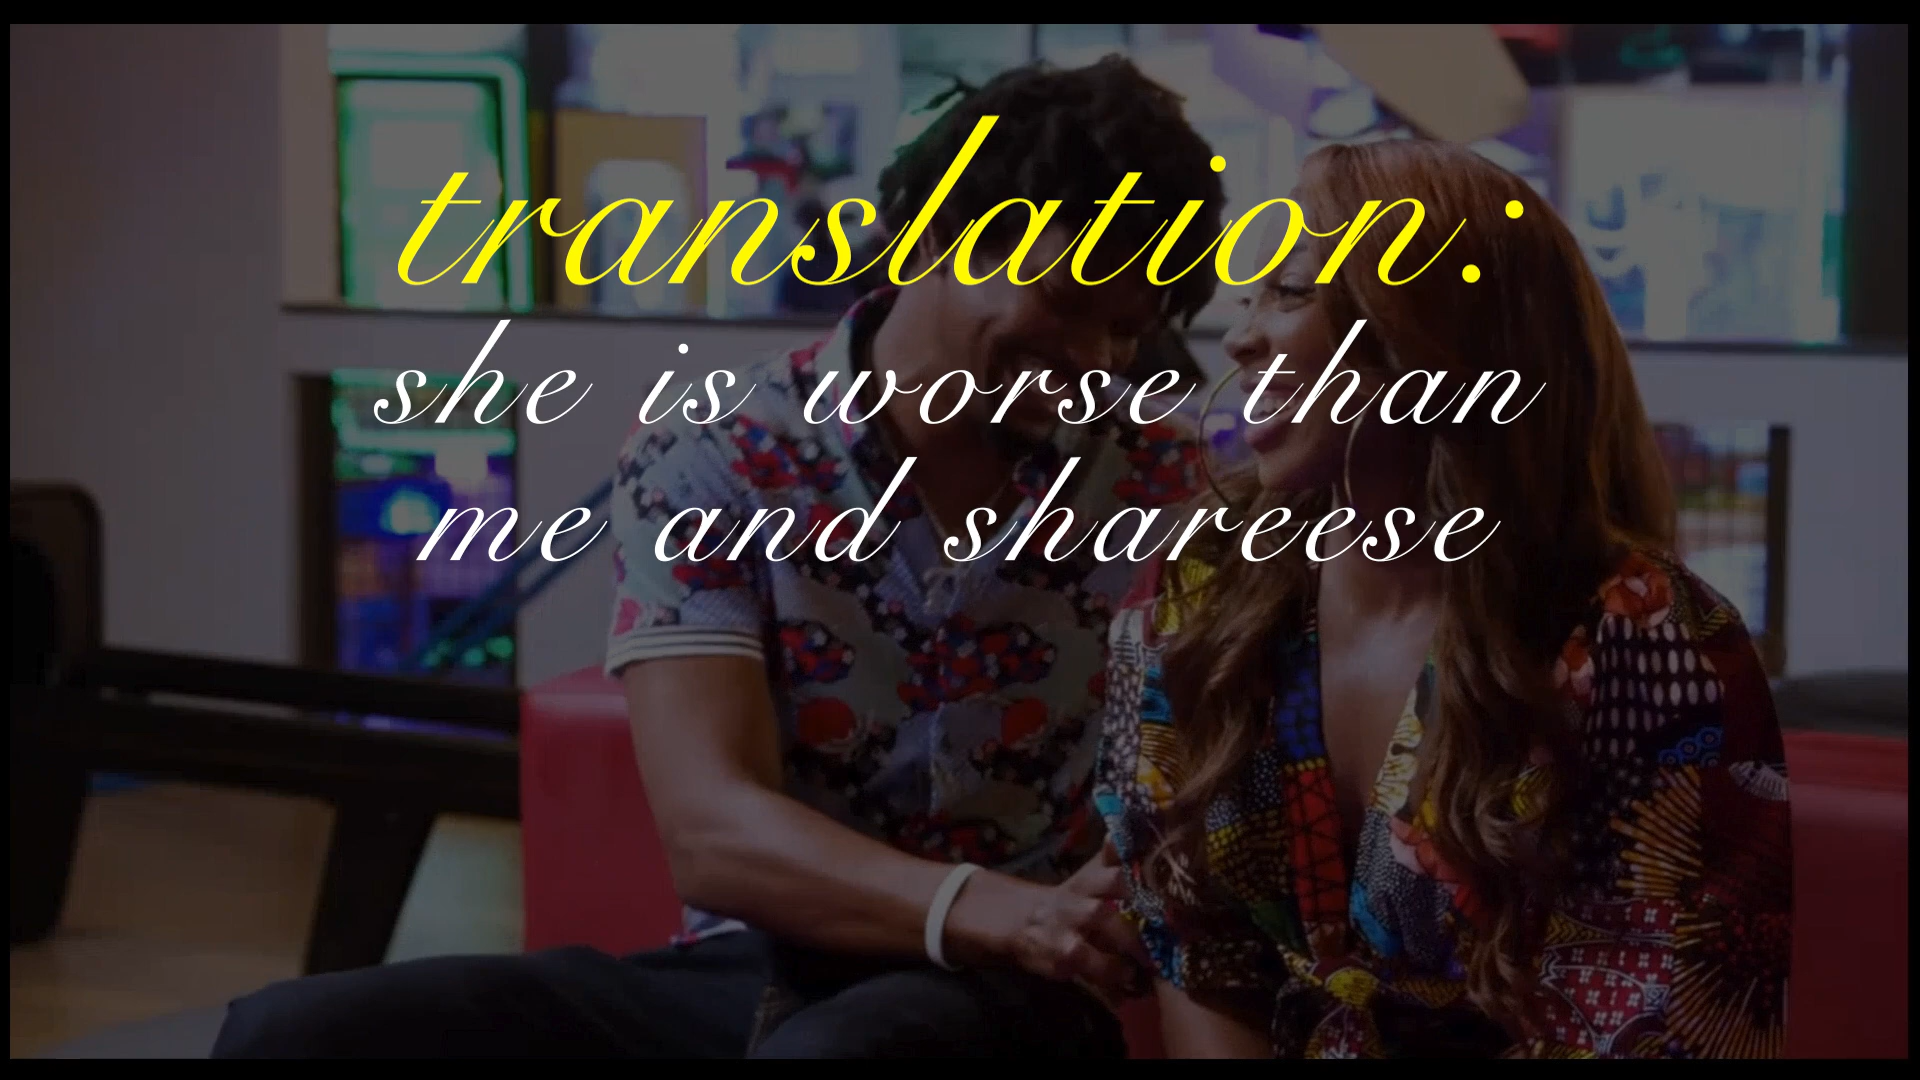 translation:
she is worse than
me and shareese